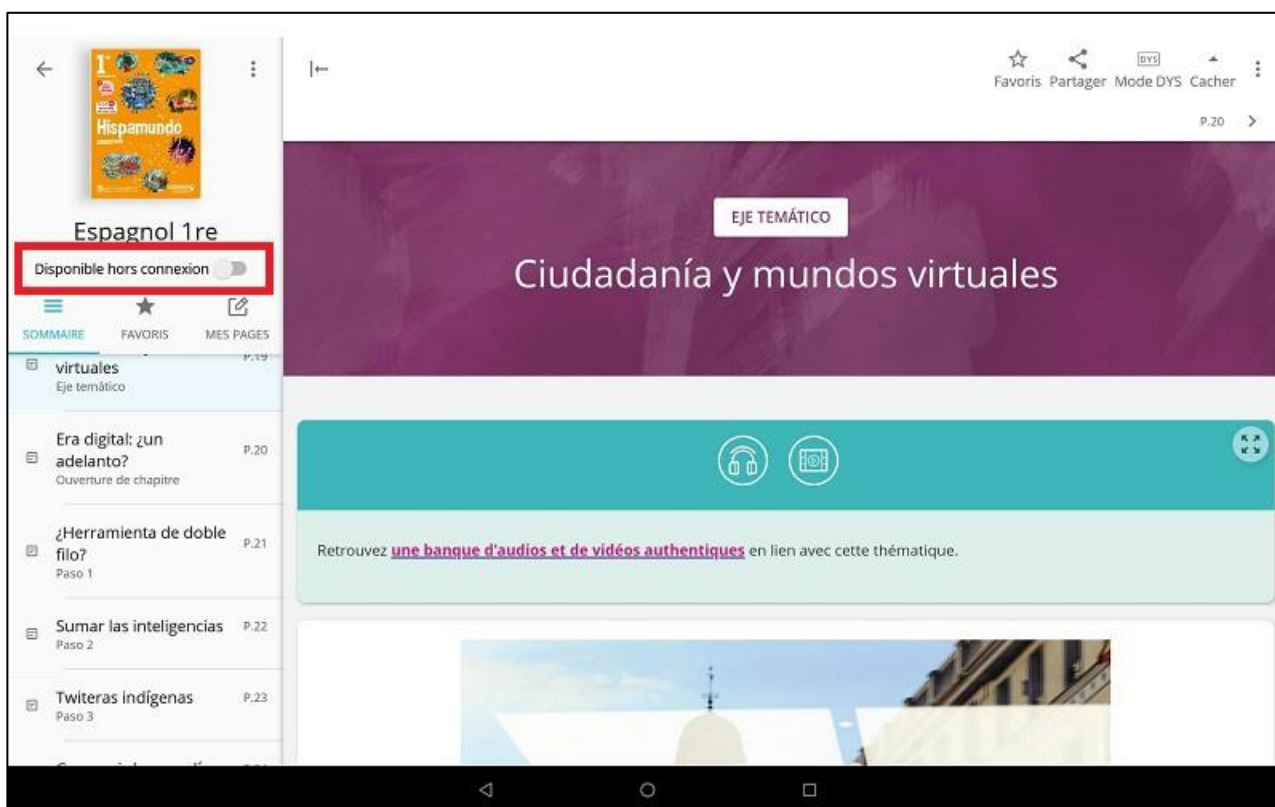 1re
Hispamundo
Espagnol 1re
Disponible hors connexion
SOMMAIRE FAVORIS MES PAGES
virtuales P.19
Eje temático
Era digital: ¿un
adelanto? P.20
Ouverture de chapitre
¿Herramienta de doble
filo? P.21
Paso 1
Sumar las inteligencias P.22
Paso 2
Twiteras indígenas P.23
Paso 3
DYS
Favoris Partager Mode DYS Cacher
P.20
EJE TEMÁTICO
Ciudadanía y mundos virtuales
Retrouvez une banque d'audios et de vidéos authentiques en lien avec cette thématique.